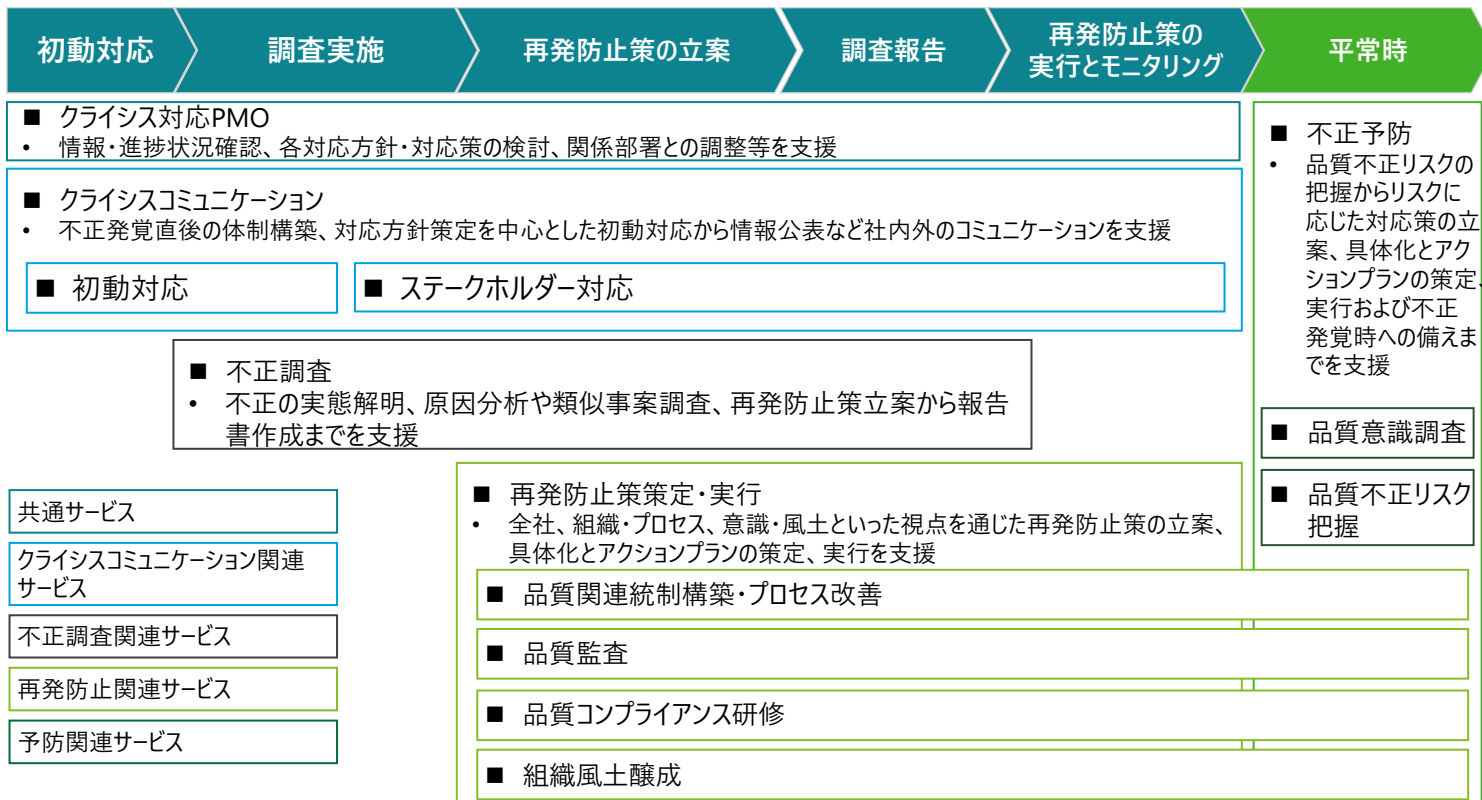 初動対応
調査実施
再発防止策の立案
調査報告
再発防止策の
実行とモニタリング
平常時
■ クライシス対応PMO
• 情報・進捗状況確認、各対応方針・対応策の検討、関係部署との調整等を支援
■ クライシスコミュニケーション
• 不正発覚直後の体制構築、対応方針策定を中心とした初動対応から情報公表など社内外のコミュニケーションを支援
■ 初動対応
■ ステークホルダー対応
■ 不正調査
• 不正の実態解明、原因分析や類似事案調査、再発防止策立案から報告
書作成までを支援
■ 再発防止策策定・実行
• 全社、組織・プロセス、意識・風土といった視点を通じた再発防止策の立案、
具体化とアクションプランの策定、実行を支援
■ 品質関連統制構築・プロセス改善
■ 品質監査
■ 品質コンプライアンス研修
■ 組織風土醸成
■ 不正予防
• 品質不正リスクの
把握からリスクに
応じた対応策の立
案、具体化とアク
ションプランの策定、
実行および不正
発覚時への備えま
でを支援
■ 品質意識調査
■ 品質不正リスク
把握
共通サービス
クライシスコミュニケーション関連
サービス
不正調査関連サービス
再発防止関連サービス
予防関連サービス